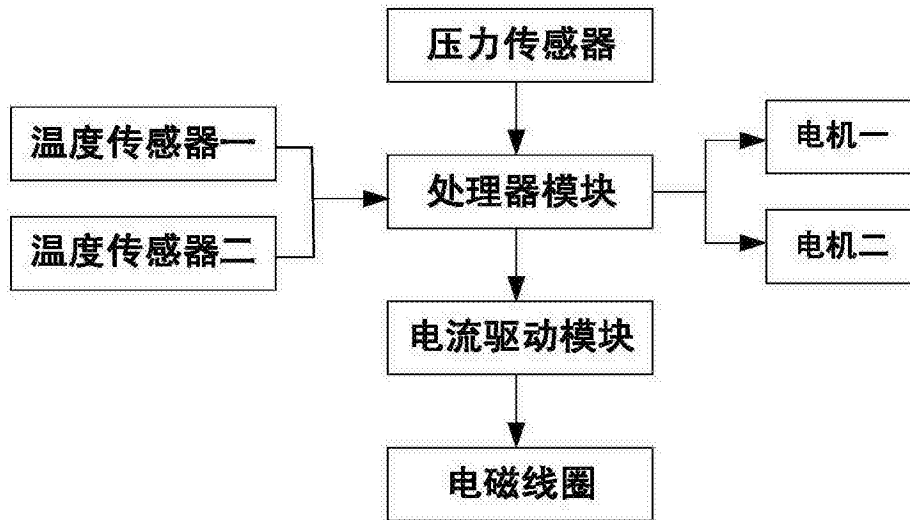 压力传感器
温度传感器一
电机一
处理器模块
温度传感器二
电机二
电流驱动模块
电磁线圈